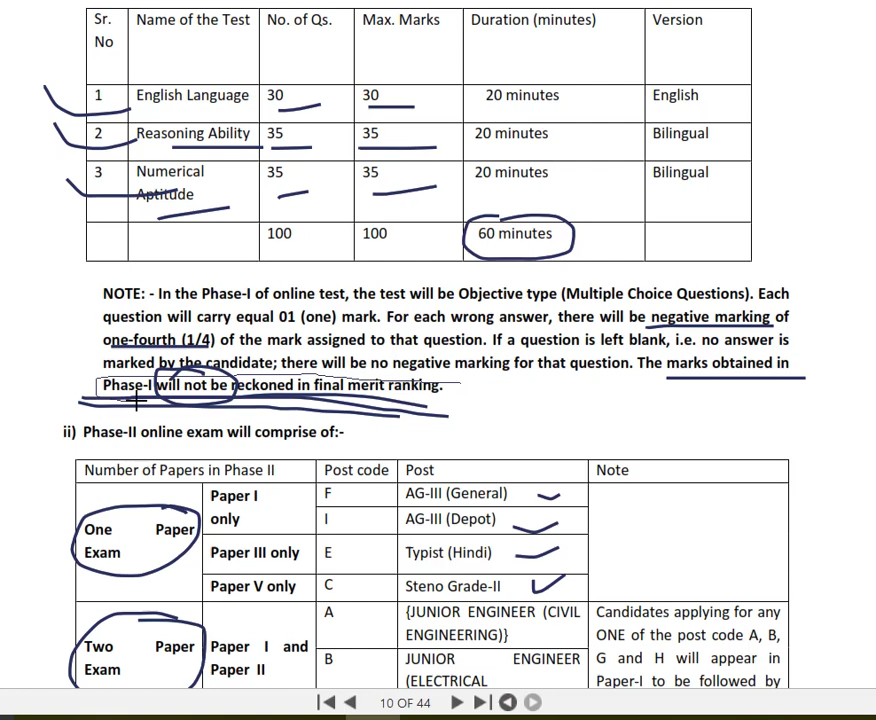 Sr. No Name of the Test No. of Qs. Max. Marks Duration (minutes) Version
1 English Language 30 30 20 minutes English
2 Reasoning Ability 35 35 20 minutes Bilingual
3 Numerical Aptitude 35 35 20 minutes Bilingual
100 100 60 minutes
NOTE: - In the Phase-I of online test, the test will be Objective type (Multiple Choice Questions). Each
question will carry equal 01 (one) mark. For each wrong answer, there will be negative marking of
one-fourth (1/4) of the mark assigned to that question. If a question is left blank, i.e. no answer is
marked by the candidate; there will be no negative marking for that question. The marks obtained in
Phase-I will not be reckoned in final merit ranking.
ii) Phase-II online exam will comprise of:-
Number of Papers in Phase II Post code Post Note
One Paper Exam
Paper I only
F AG-III (General)
I AG-III (Depot)
Paper III only E Typist (Hindi)
Paper V only C Steno Grade-II
Two Paper Exam
Paper I and Paper II
A {JUNIOR ENGINEER (CIVIL
ENGINEERING)}
B JUNIOR ENGINEER
(ELECTRICAL
Candidates applying for any
ONE of the post code A, B,
G and H will appear in
Paper-I to be followed by
10 OF 44